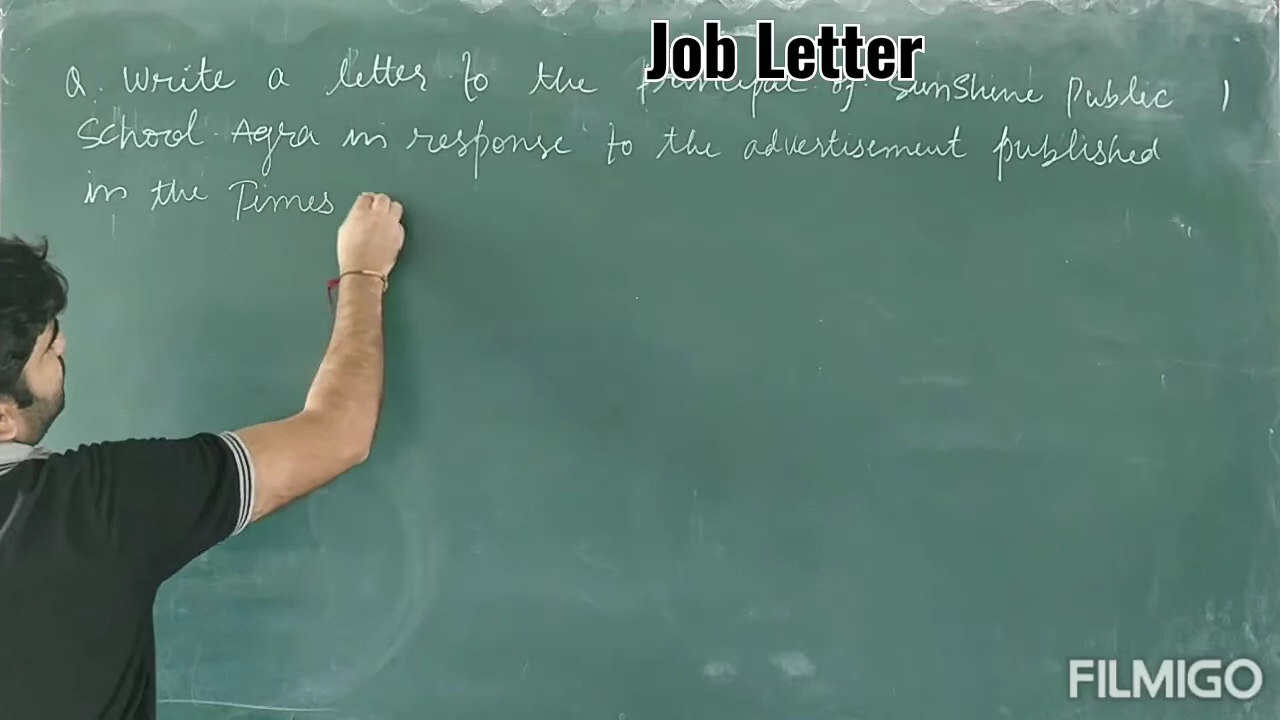 Job Letter
Q. Write a letter to the Principal of SunShine Public
School Agra in response to the advertisement published
in the Times
FILMIGO